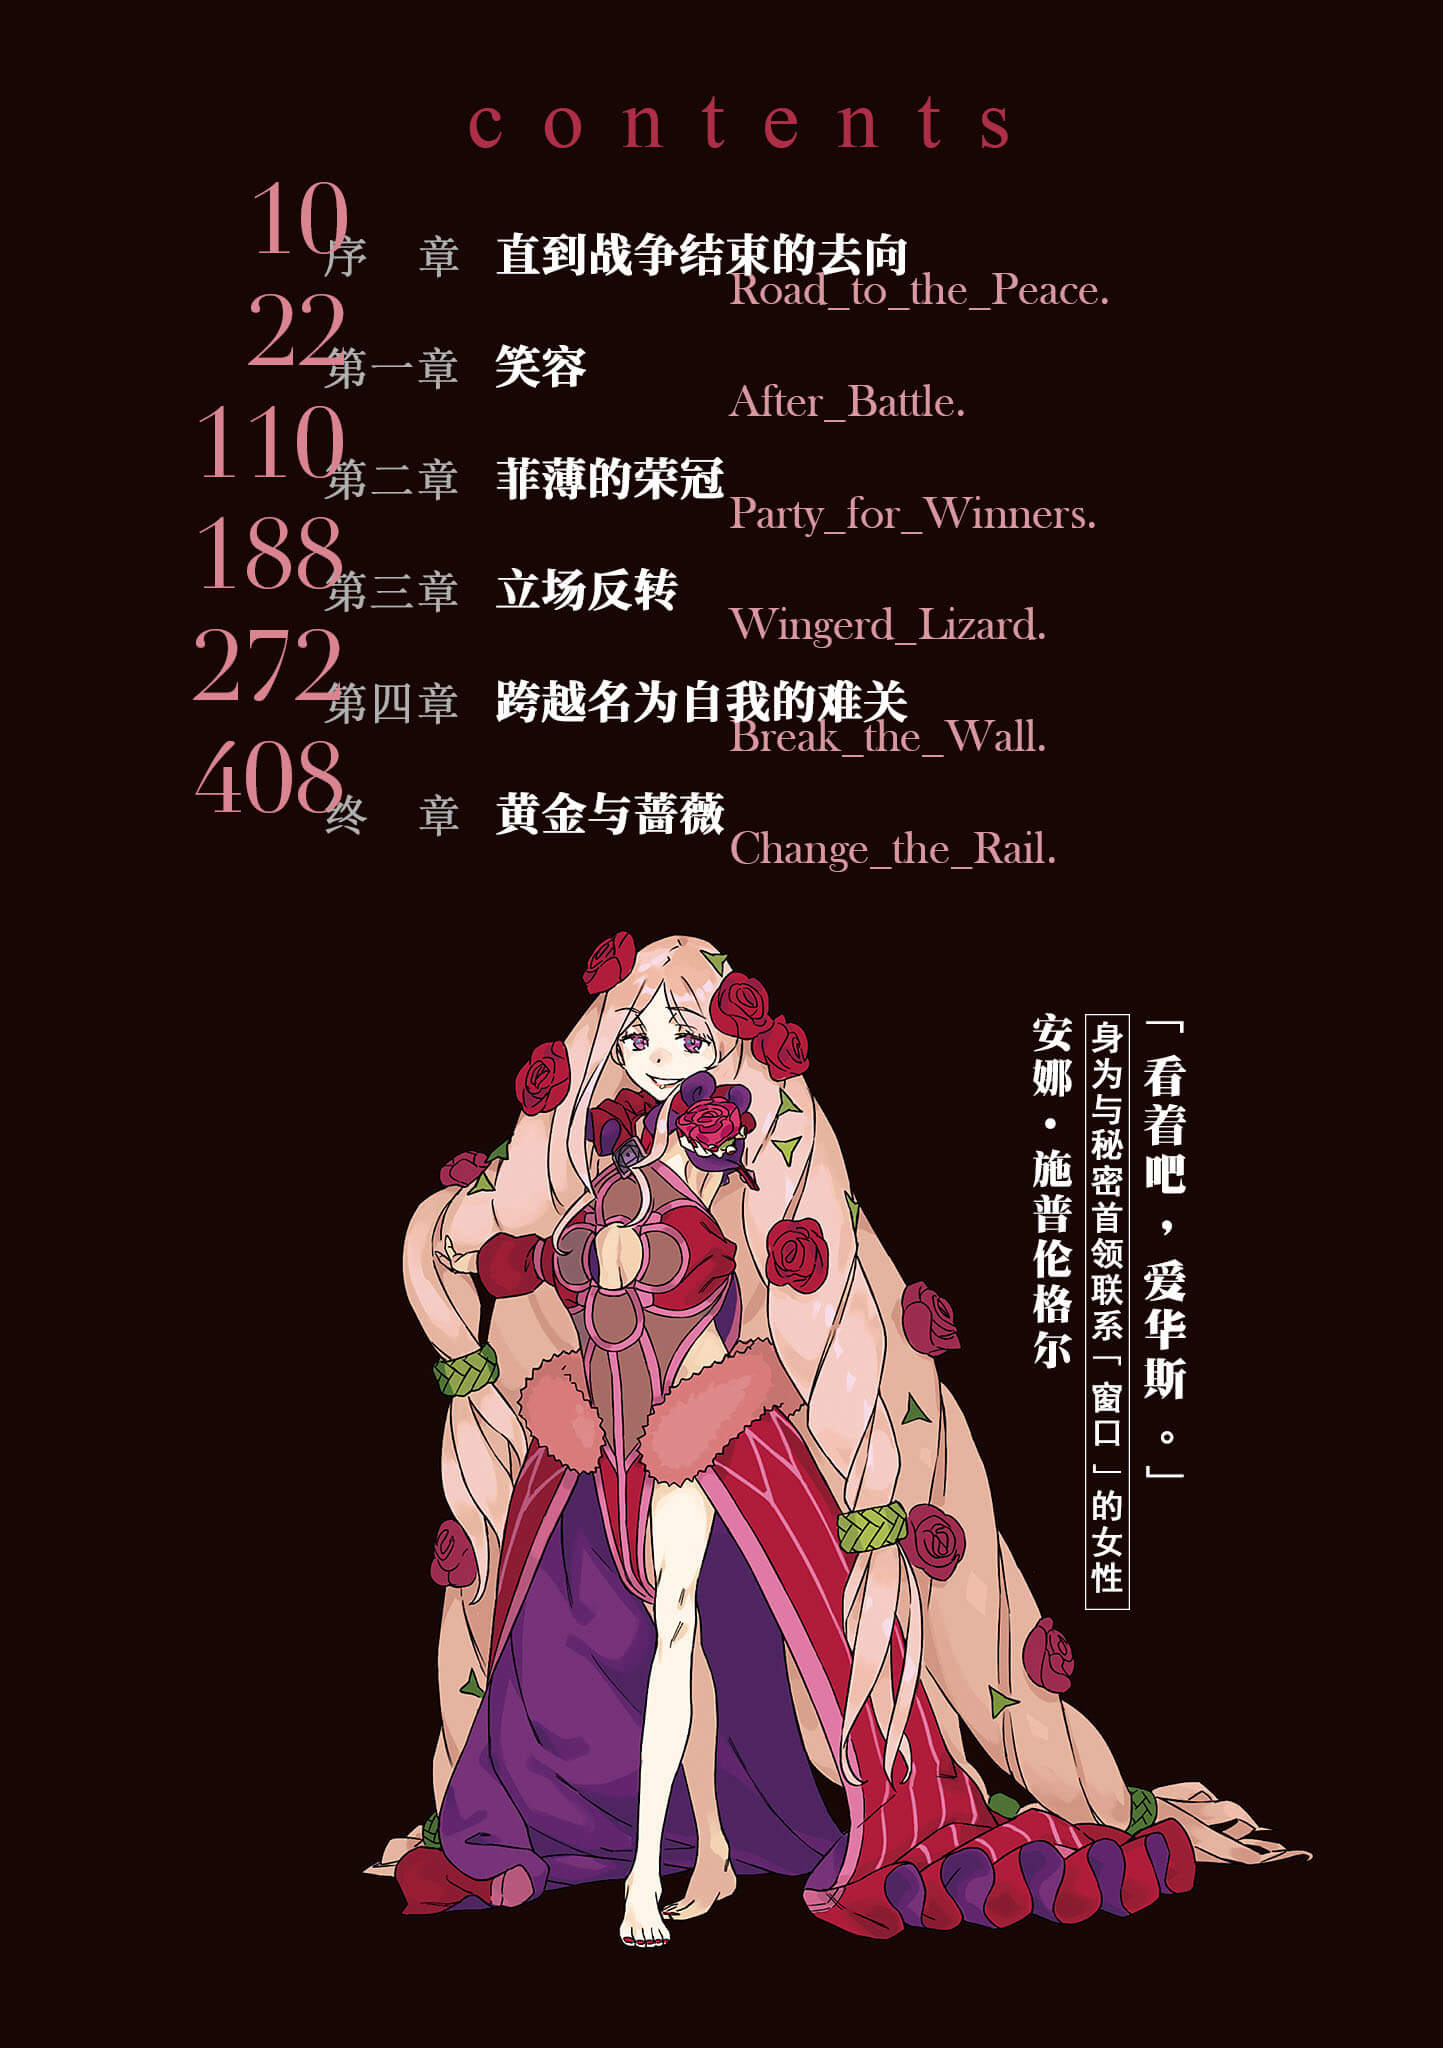 contents
10
序 章 直到战争结束的去向
Road_to_the_Peace.
22
第一章 笑容
After_Battle.
110
第二章 菲薄的荣冠
Party_for_Winners.
188
第三章 立场反转
Wingerd_Lizard.
272
第四章 跨越名为自我的难关
Break_the_Wall.
408
终 章 黄金与蔷薇
Change_the_Rail.
「看着吧，爱华斯。」
身为与秘密首领联系「窗口」的女性
安娜·施普伦格尔